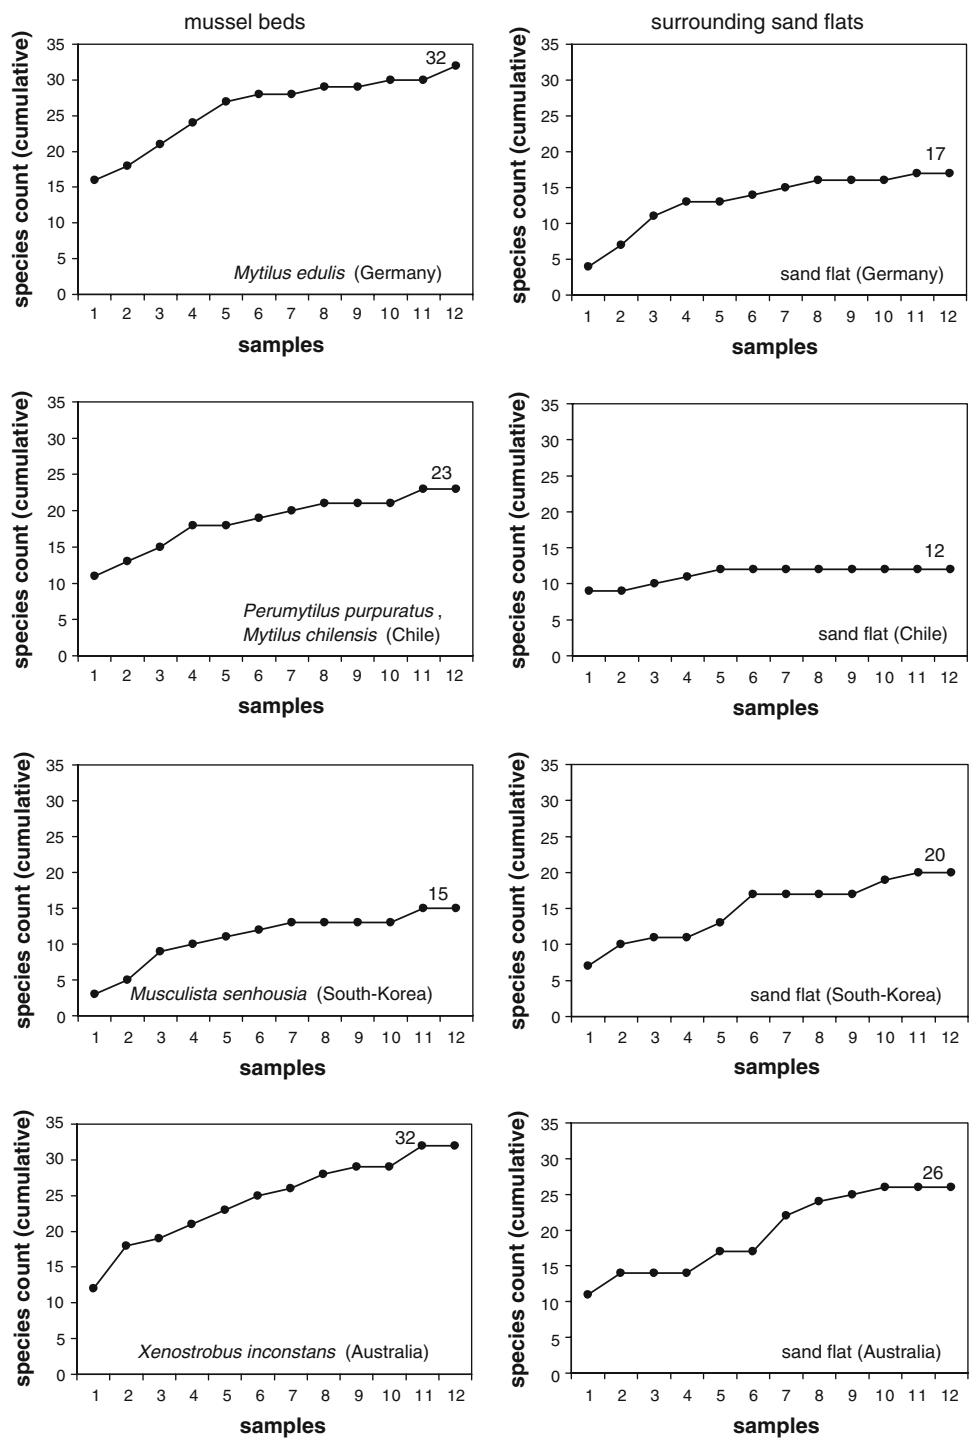 mussel beds
surrounding sand flats
species count (cumulative)
35
30
25
20
15
10
5
0
32
Mytilus edulis (Germany)
1 2 3 4 5 6 7 8 9 10 11 12
samples
species count (cumulative)
35
30
25
20
15
10
5
0
17
sand flat (Germany)
1 2 3 4 5 6 7 8 9 10 11 12
samples
species count (cumulative)
35
30
25
20
15
10
5
0
23
Perumytilus purpuratus ,
Mytilus chilensis (Chile)
1 2 3 4 5 6 7 8 9 10 11 12
samples
species count (cumulative)
35
30
25
20
15
10
5
0
12
sand flat (Chile)
1 2 3 4 5 6 7 8 9 10 11 12
samples
species count (cumulative)
35
30
25
20
15
10
5
0
15
Musculista senhousia (South-Korea)
1 2 3 4 5 6 7 8 9 10 11 12
samples
species count (cumulative)
35
30
25
20
15
10
5
0
20
sand flat (South-Korea)
1 2 3 4 5 6 7 8 9 10 11 12
samples
species count (cumulative)
35
30
25
20
15
10
5
0
32
Xenostrobus inconstans (Australia)
1 2 3 4 5 6 7 8 9 10 11 12
samples
species count (cumulative)
35
30
25
20
15
10
5
0
26
sand flat (Australia)
1 2 3 4 5 6 7 8 9 10 11 12
samples